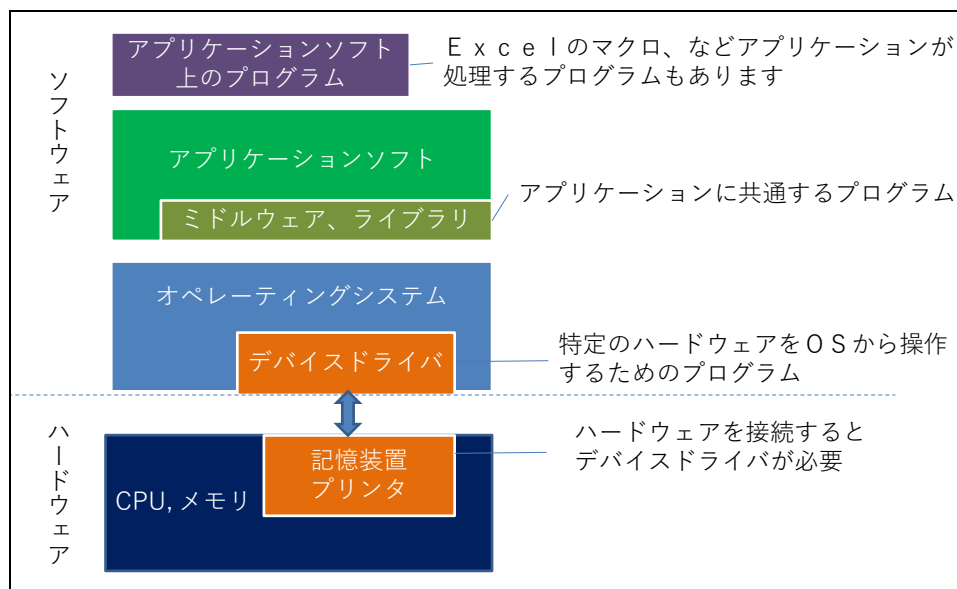 ソフトウェア
アプリケーションソフト
上のプログラム
Ｅｘｃｅｌのマクロ、などアプリケーションが
処理するプログラムもあります
アプリケーションソフト
ミドルウェア、ライブラリ
アプリケーションに共通するプログラム
オペレーティングシステム
デバイスドライバ
特定のハードウェアをＯＳから操作
するためのプログラム
ハードウェア
CPU, メモリ
記憶装置
プリンタ
ハードウェアを接続すると
デバイスドライバが必要